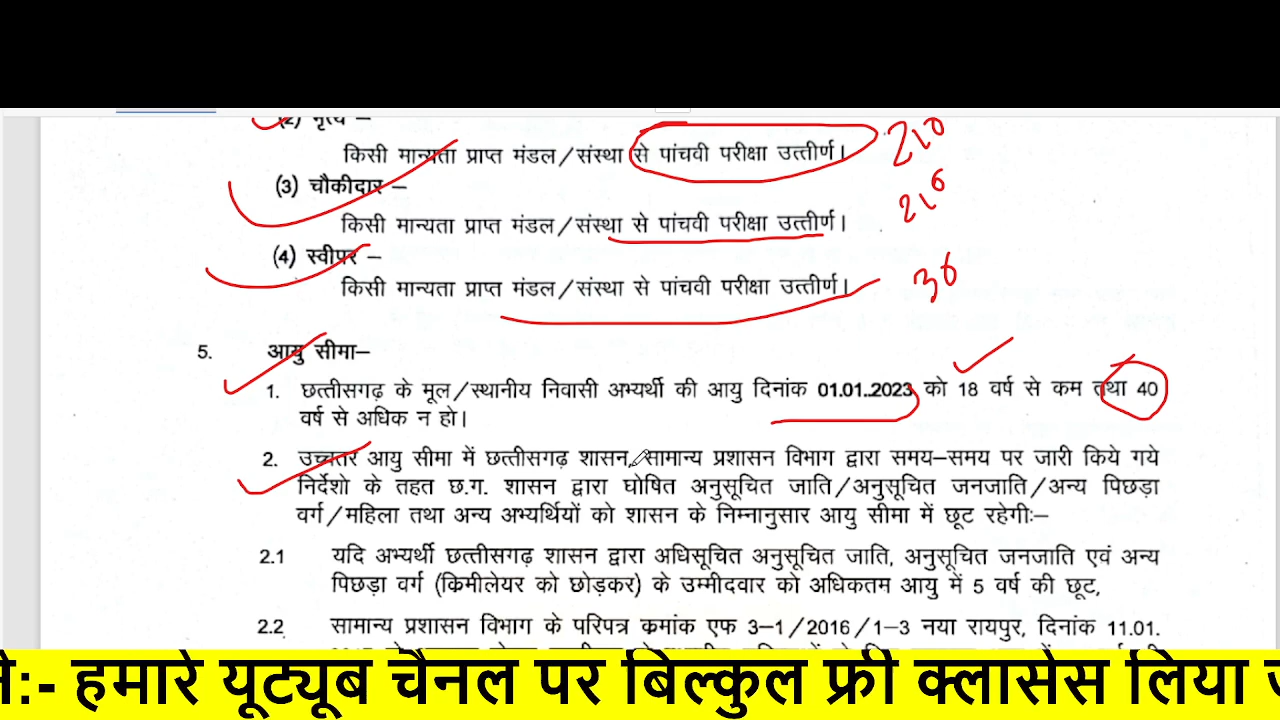 (2) भृत्य –
किसी मान्यता प्राप्त मंडल/संस्था से पांचवी परीक्षा उत्तीर्ण। 210
(3) चौकीदार –
किसी मान्यता प्राप्त मंडल/संस्था से पांचवी परीक्षा उत्तीर्ण। 210
(4) स्वीपर –
किसी मान्यता प्राप्त मंडल/संस्था से पांचवी परीक्षा उत्तीर्ण। 30
5. आयु सीमा–
1. छत्तीसगढ़ के मूल/स्थानीय निवासी अभ्यर्थी की आयु दिनांक 01.01..2023 को 18 वर्ष से कम तथा 40
वर्ष से अधिक न हो।
2. उच्चतर आयु सीमा में छत्तीसगढ़ शासन, सामान्य प्रशासन विभाग द्वारा समय–समय पर जारी किये गये
निर्देशो के तहत छ.ग. शासन द्वारा घोषित अनुसूचित जाति/अनुसूचित जनजाति/अन्य पिछड़ा
वर्ग/महिला तथा अन्य अभ्यर्थियों को शासन के निम्नानुसार आयु सीमा में छूट रहेगीः–
2.1 यदि अभ्यर्थी छत्तीसगढ़ शासन द्वारा अधिसूचित अनुसूचित जाति, अनुसूचित जनजाति एवं अन्य
पिछड़ा वर्ग (क्रिमीलेयर को छोड़कर) के उम्मीदवार को अधिकतम आयु में 5 वर्ष की छूट,
2.2 सामान्य प्रशासन विभाग के परिपत्र क्रमांक एफ 3–1/2016/1–3 नया रायपुर, दिनांक 11.01.
:- हमारे यूट्यूब चैनल पर बिल्कुल फ्री क्लासेस लिया